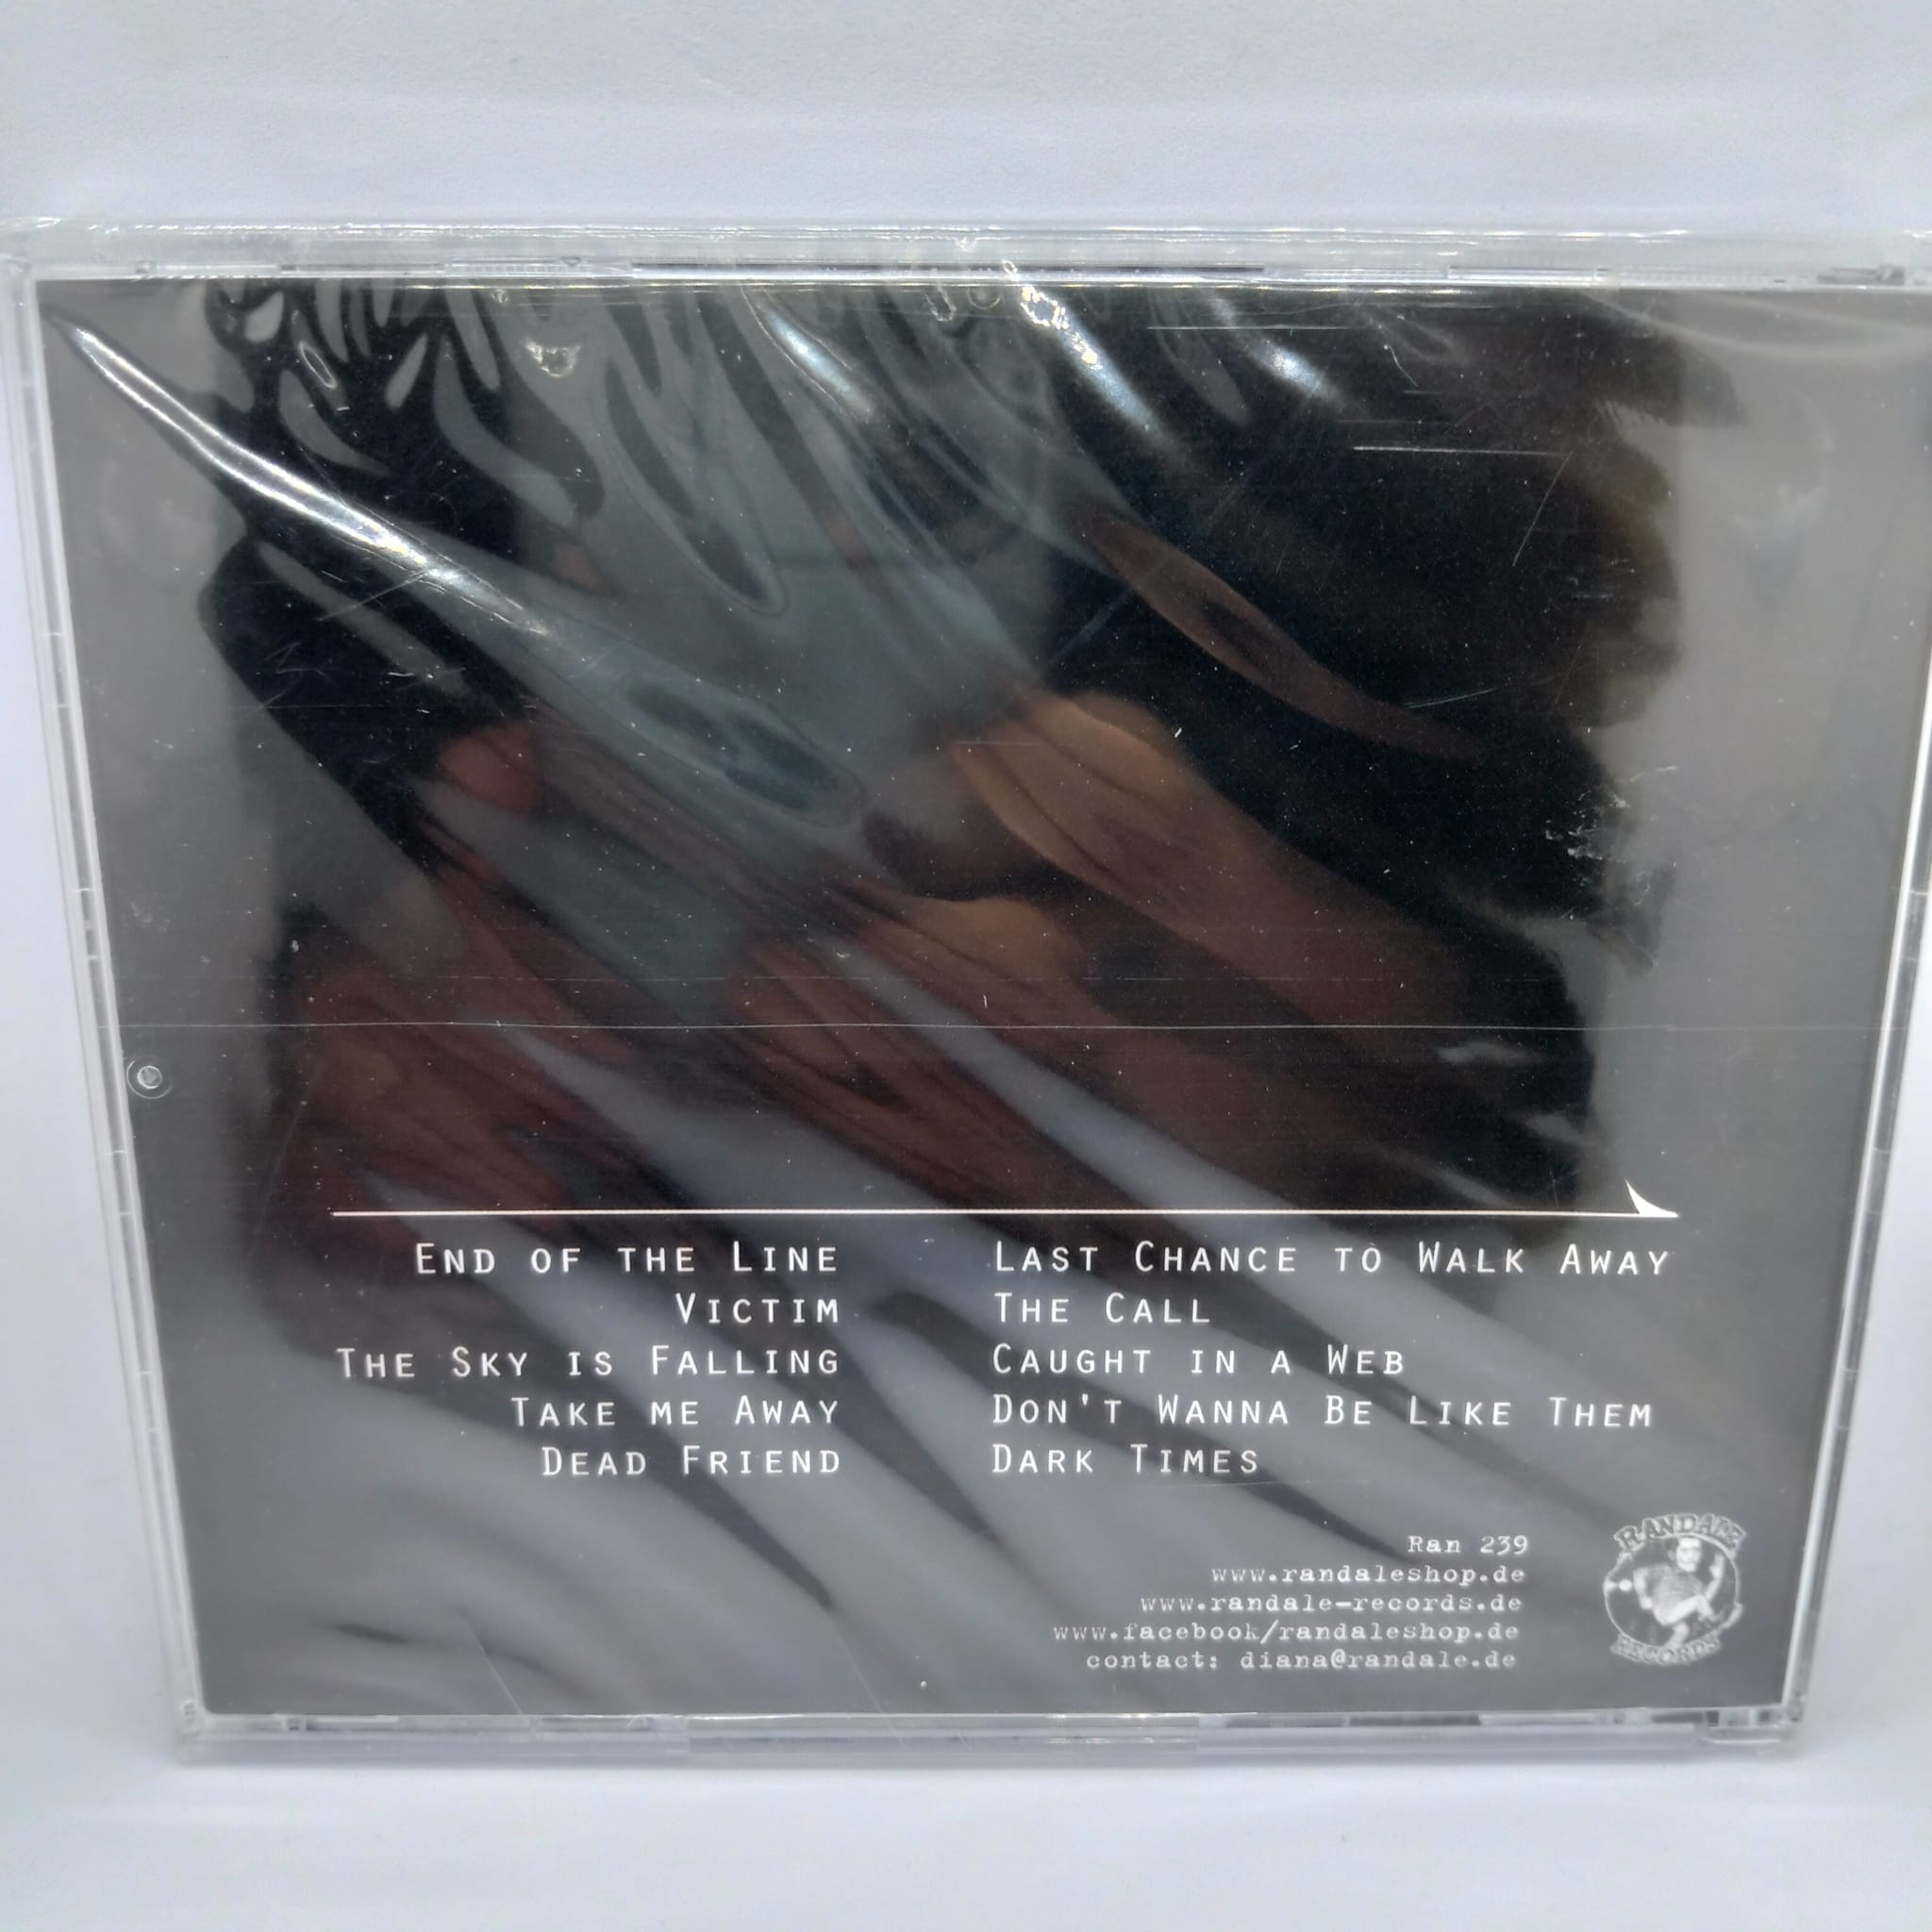 END OF THE LINE
VICTIM
THE SKY IS FALLING
TAKE ME AWAY
DEAD FRIEND
LAST CHANCE TO WALK AWAY
THE CALL
CAUGHT IN A WEB
DON'T WANNA BE LIKE THEM
DARK TIMES
Ran 239
www.randaleshop.de
www.randale-records.de
www.facebook/randaleshop.de
contact: diana@randale.de
RANDALE
RECORDS